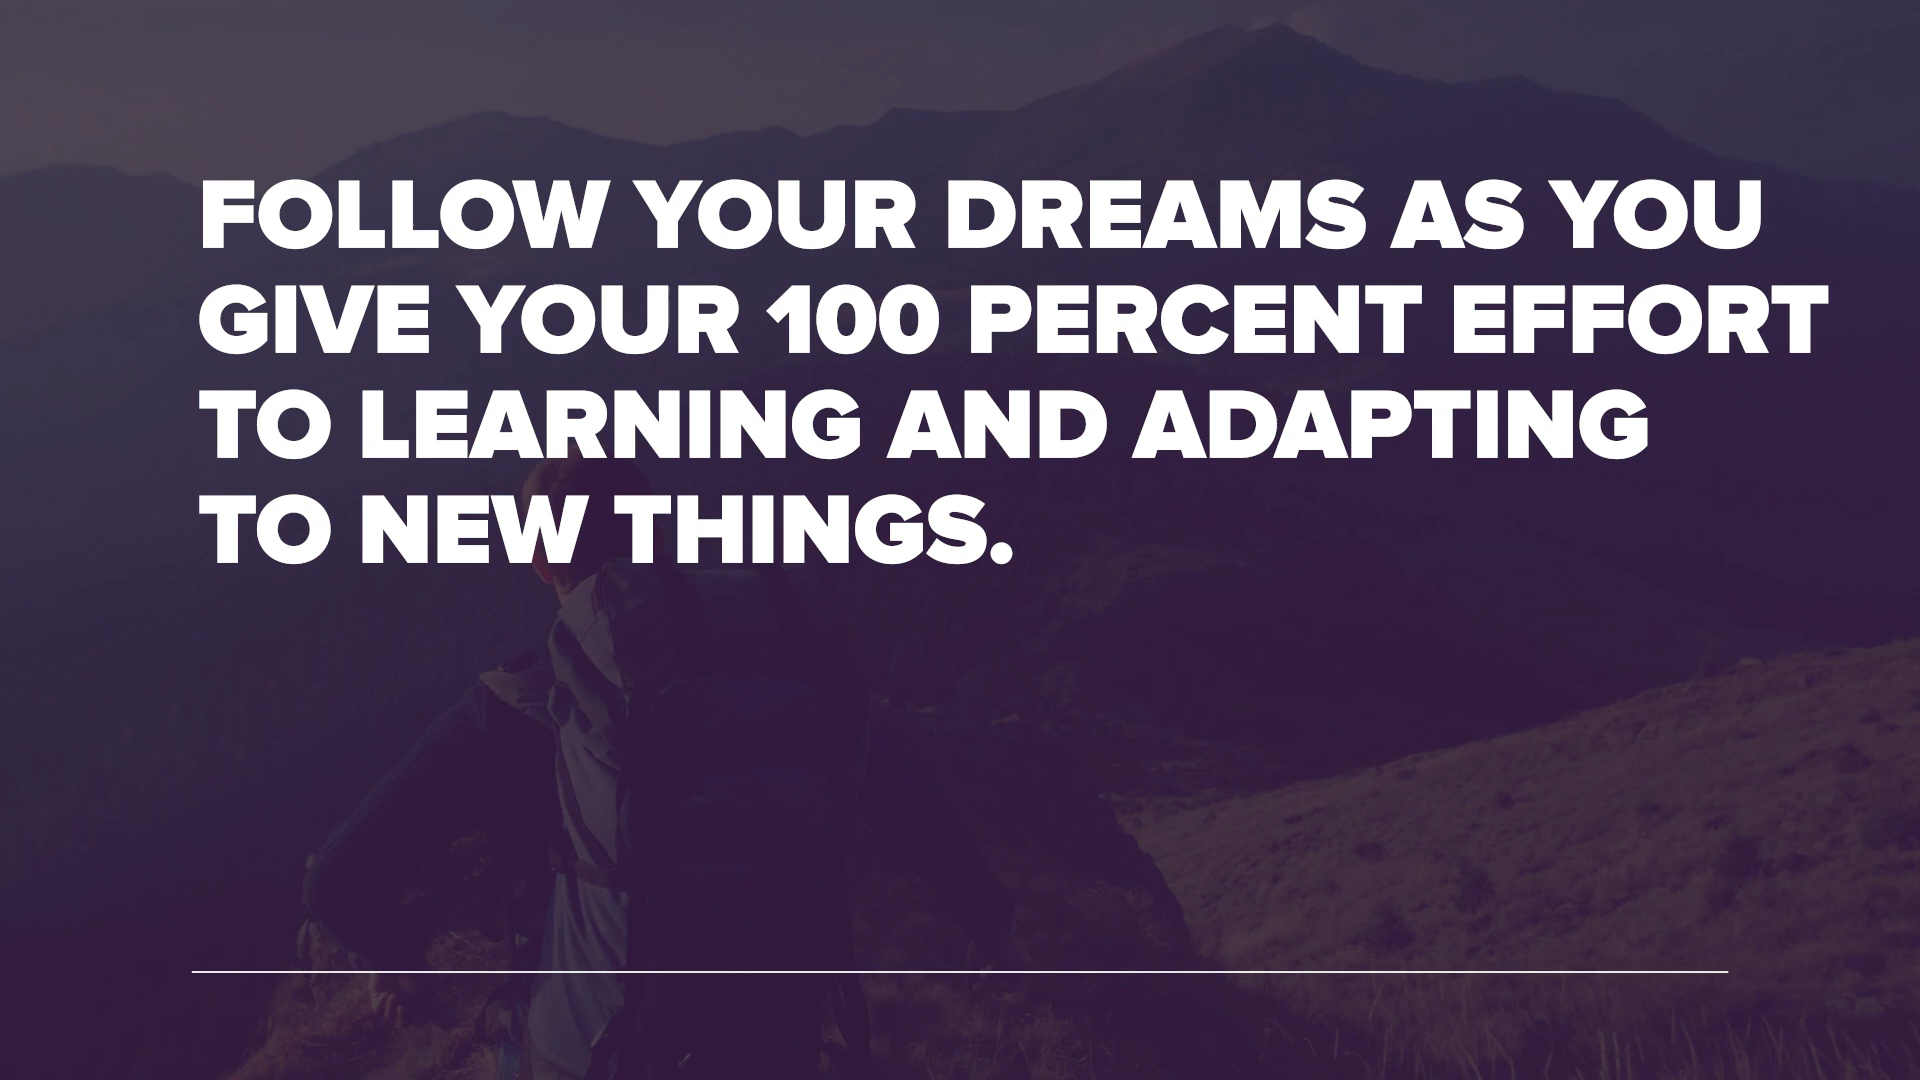 FOLLOW YOUR DREAMS AS YOU
GIVE YOUR 100 PERCENT EFFORT
TO LEARNING AND ADAPTING
TO NEW THINGS.